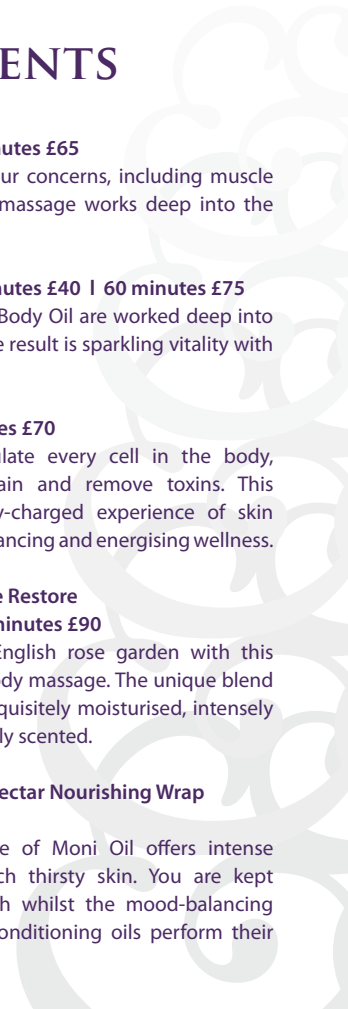 ENTS
nutes £65
ur concerns, including muscle
massage works deep into the
nutes £40 l 60 minutes £75
Body Oil are worked deep into
e result is sparkling vitality with
es £70
ulate every cell in the body,
ain and remove toxins. This
y-charged experience of skin
ancing and energising wellness.
e Restore
minutes £90
English rose garden with this
ody massage. The unique blend
quisitely moisturised, intensely
ly scented.
ectar Nourishing Wrap
e of Moni Oil offers intense
ch thirsty skin. You are kept
h whilst the mood-balancing
onditioning oils perform their